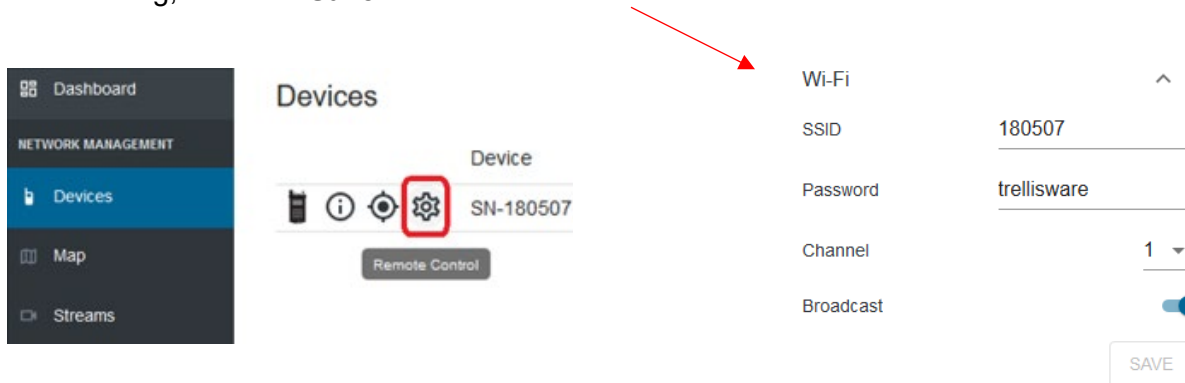 Dashboard
NETWORK MANAGEMENT
Devices
Map
Streams
Devices
Device
SN-180507
Remote Control
Wi-Fi
SSID 180507
Password trellisware
Channel 1
Broadcast
SAVE